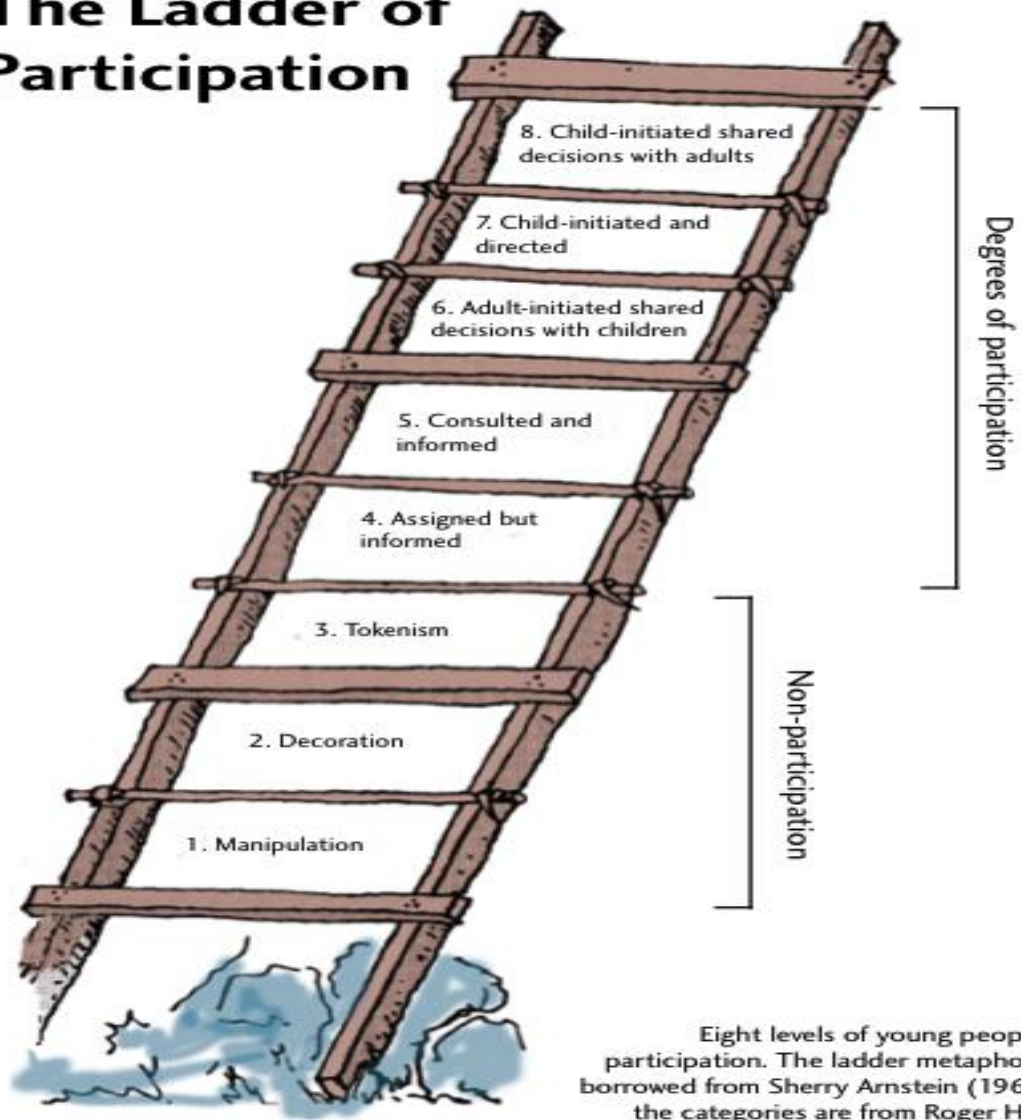 The Ladder of
Participation
8. Child-initiated shared
decisions with adults
7. Child-initiated and
directed
6. Adult-initiated shared
decisions with children
5. Consulted and
informed
4. Assigned but
informed
3. Tokenism
2. Decoration
1. Manipulation
Degrees of participation
Non-participation
Eight levels of young peop
participation. The ladder metapho
borrowed from Sherry Arnstein (196
the categories are from Roger H